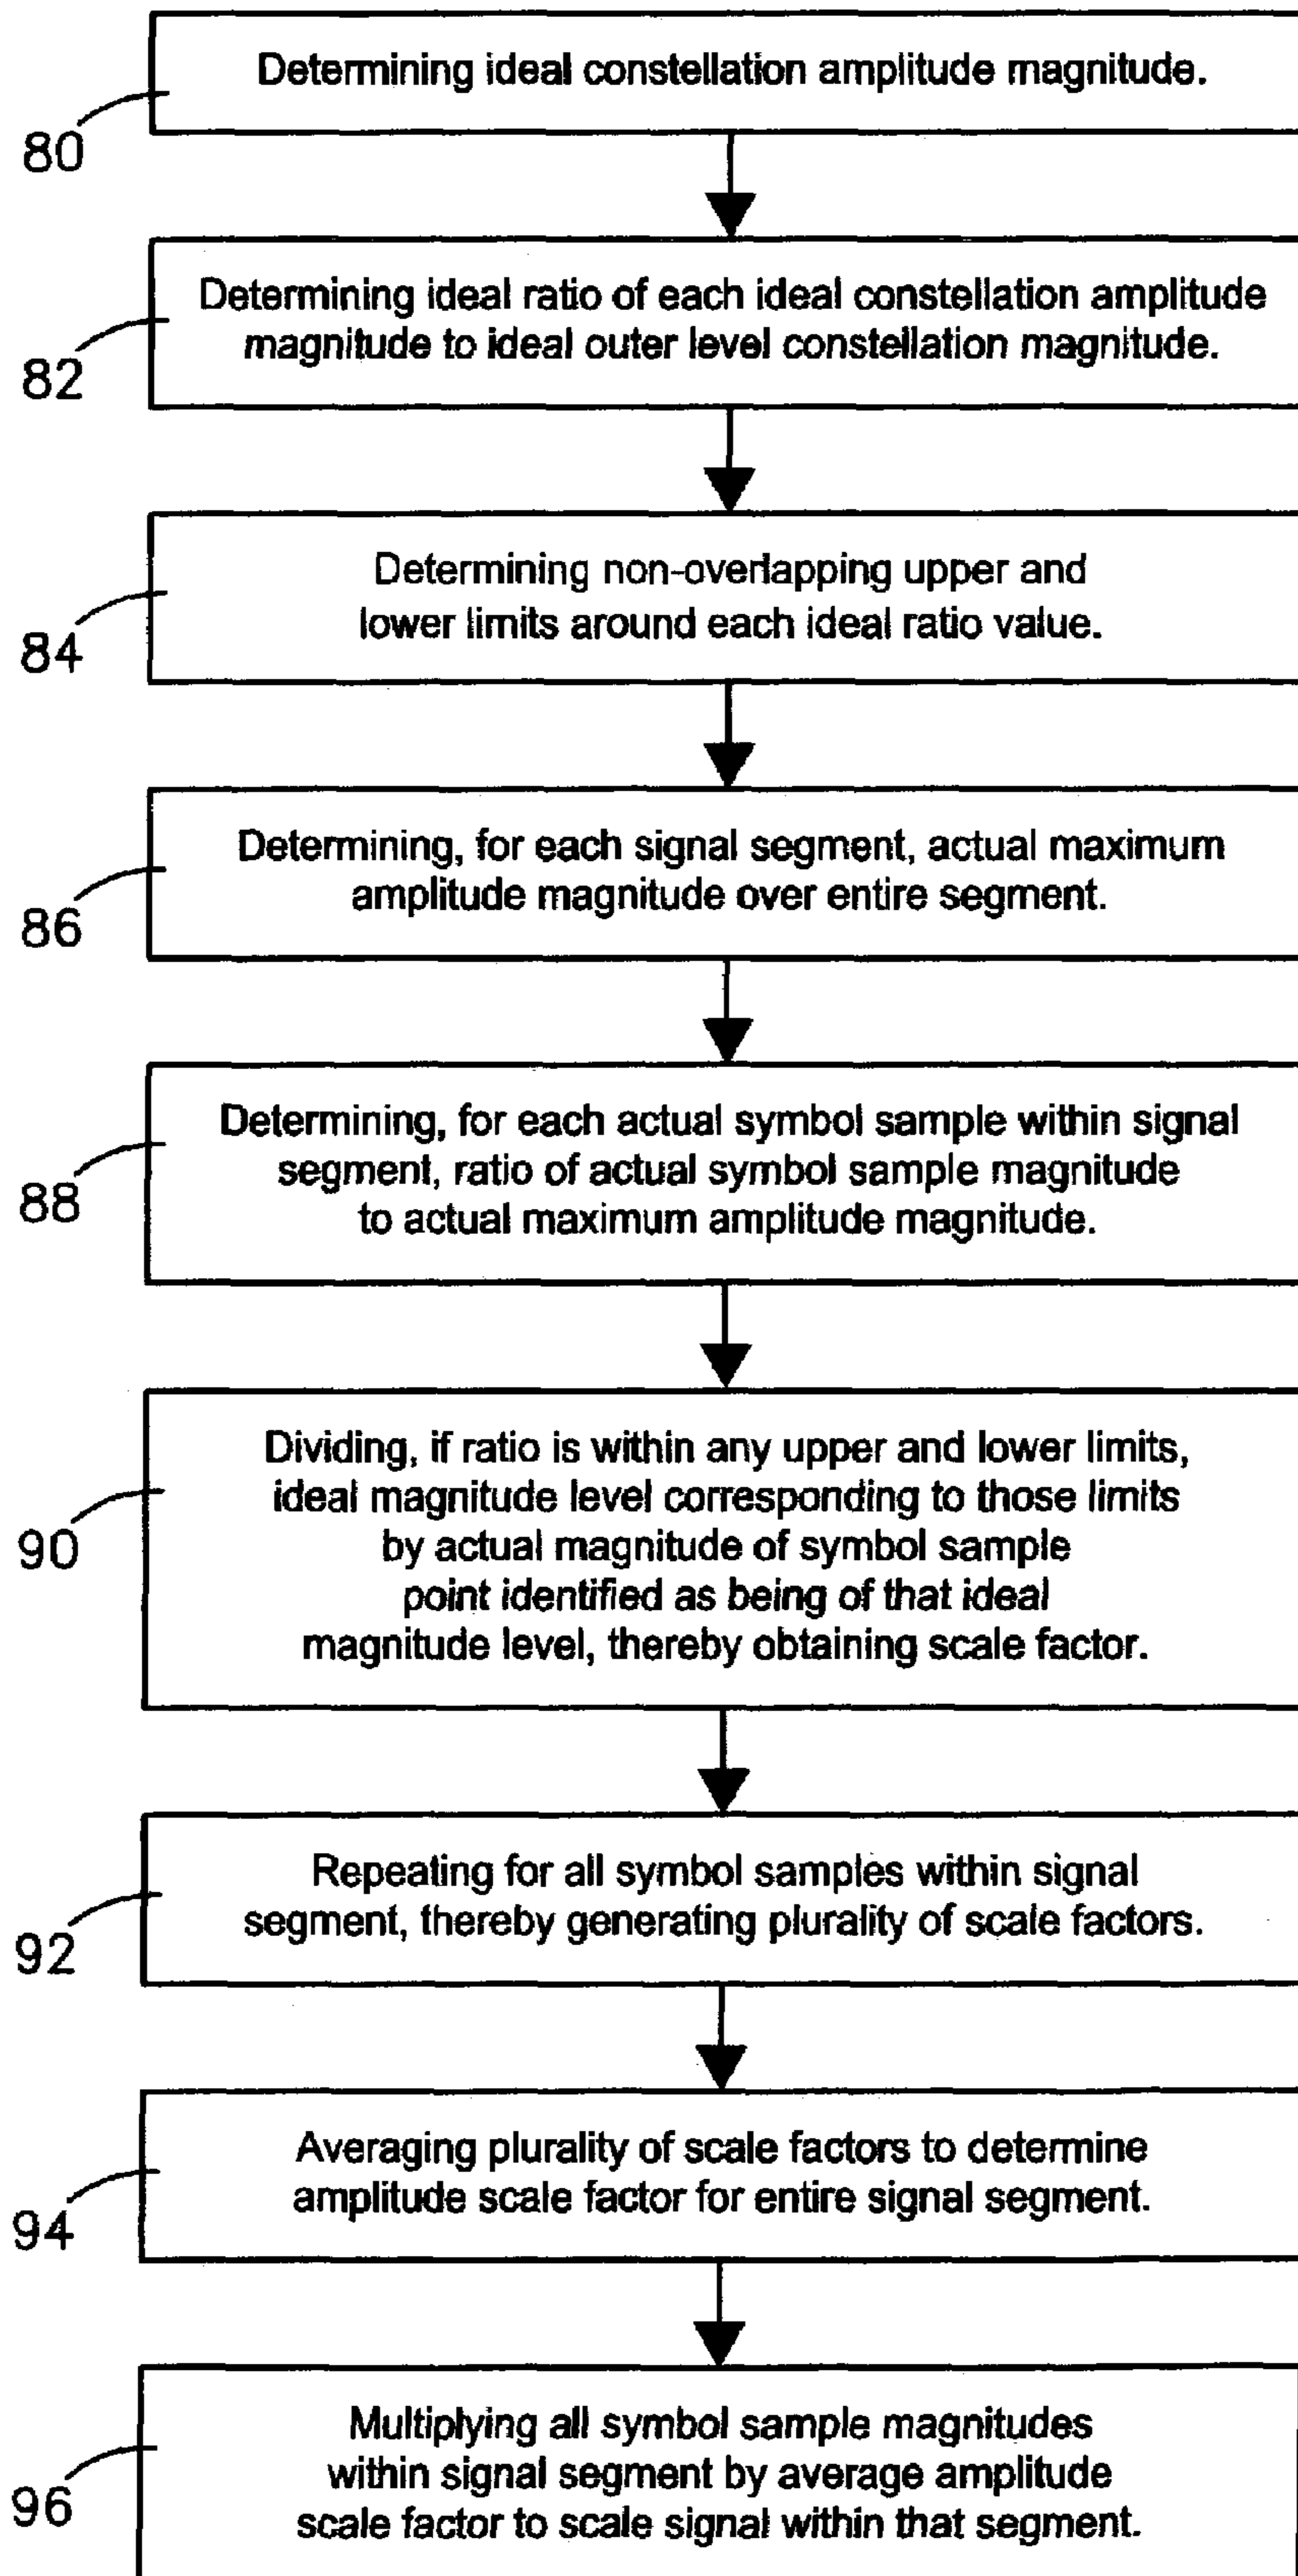 Determining ideal constellation amplitude magnitude.
80
Determining ideal ratio of each ideal constellation amplitude
magnitude to ideal outer level constellation magnitude.
82
Determining non-overlapping upper and
lower limits around each ideal ratio value.
84
Determining, for each signal segment, actual maximum
amplitude magnitude over entire segment.
86
Determining, for each actual symbol sample within signal
segment, ratio of actual symbol sample magnitude
to actual maximum amplitude magnitude.
88
Dividing, if ratio is within any upper and lower limits,
ideal magnitude level corresponding to those limits
by actual magnitude of symbol sample
point identified as being of that ideal
magnitude level, thereby obtaining scale factor.
90
Repeating for all symbol samples within signal
segment, thereby generating plurality of scale factors.
92
Averaging plurality of scale factors to determine
amplitude scale factor for entire signal segment.
94
Multiplying all symbol sample magnitudes
within signal segment by average amplitude
scale factor to scale signal within that segment.
96